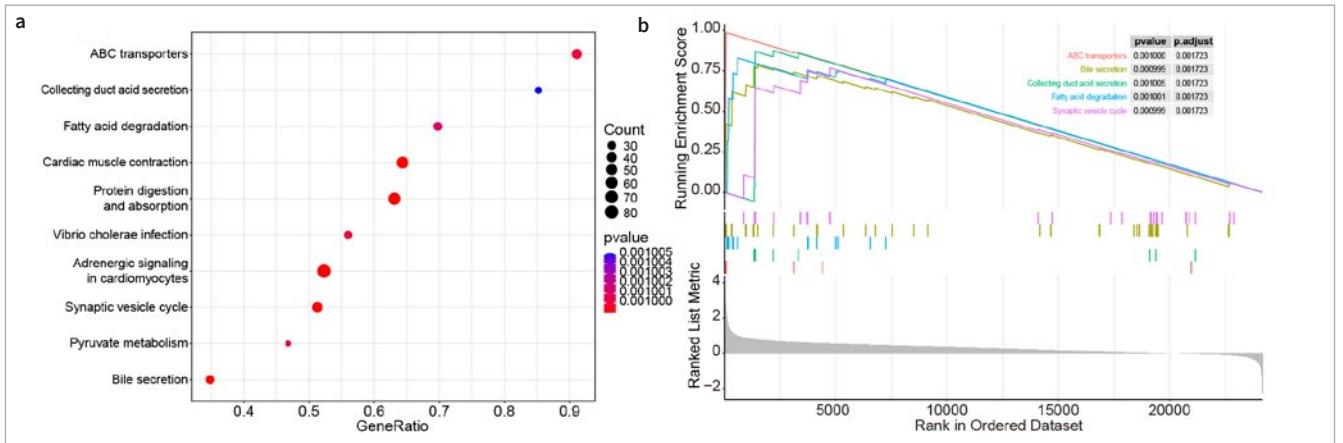 a
ABC transporters
Collecting duct acid secretion
Fatty acid degradation
Cardiac muscle contraction
Protein digestion
and absorption
Vibrio cholerae infection
Adrenergic signaling
in cardiomyocytes
Synaptic vesicle cycle
Pyruvate metabolism
Bile secretion
0.4 0.5 0.6 0.7 0.8 0.9
GeneRatio
Count
30
40
50
60
70
80
pvalue
0.001005
0.001004
0.001003
0.001002
0.001001
0.001000
b
Running Enrichment Score
1.00
0.75
0.50
0.25
0.00
pvalue p.adjust
ABC transporters 0.001000 0.001723
Bile secretion 0.000999 0.001723
Collecting duct acid secretion 0.001005 0.001723
Fatty acid degradation 0.001001 0.001723
Synaptic vesicle cycle 0.000999 0.001723
Ranked List Metric
4
2
0
−2
5000 10000 15000 20000
Rank in Ordered Dataset